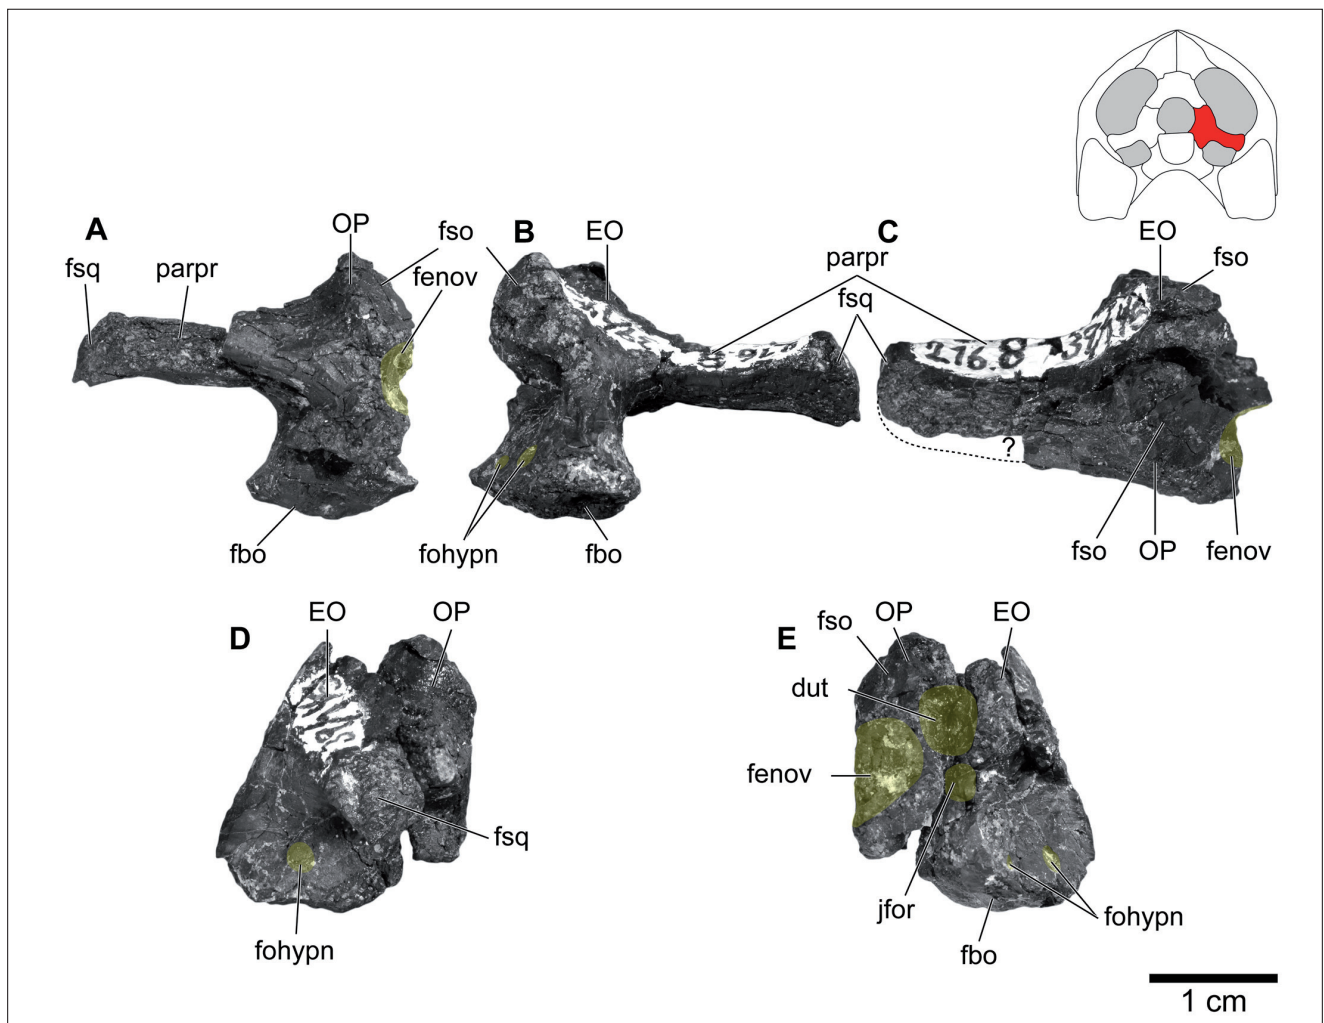 A
OP
fso
B
EO
C
EO
fsq
parpr
fenov
parpr
fsq
fso
216.8
?
fbo
fohypn
fbo
fso
OP
fenov
D
EO
OP
fsq
fohypn
E
fso
OP
EO
dut
fenov
jfor
fbo
fohypn
1 cm